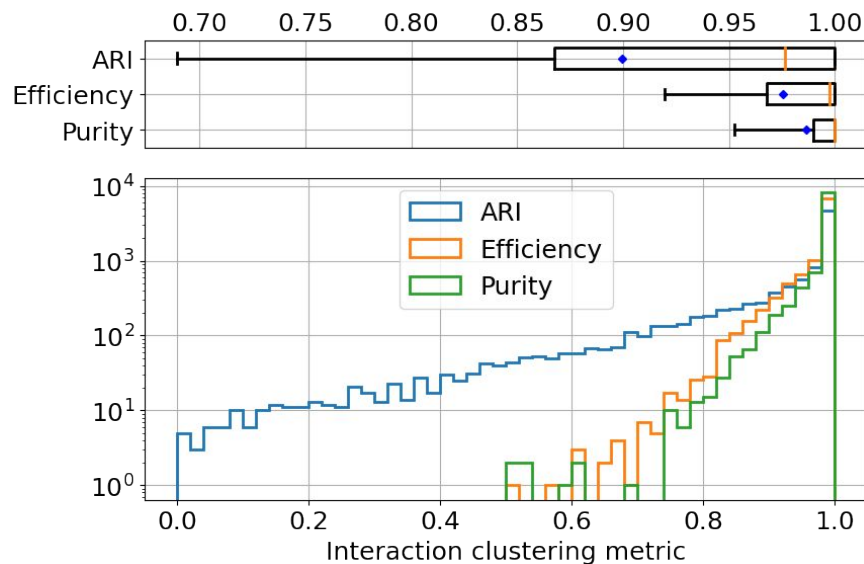 0.70 0.75 0.80 0.85 0.90 0.95 1.00
ARI
Efficiency
Purity
10^4
10^3
10^2
10^1
10^0
ARI
Efficiency
Purity
0.0 0.2 0.4 0.6 0.8 1.0
Interaction clustering metric